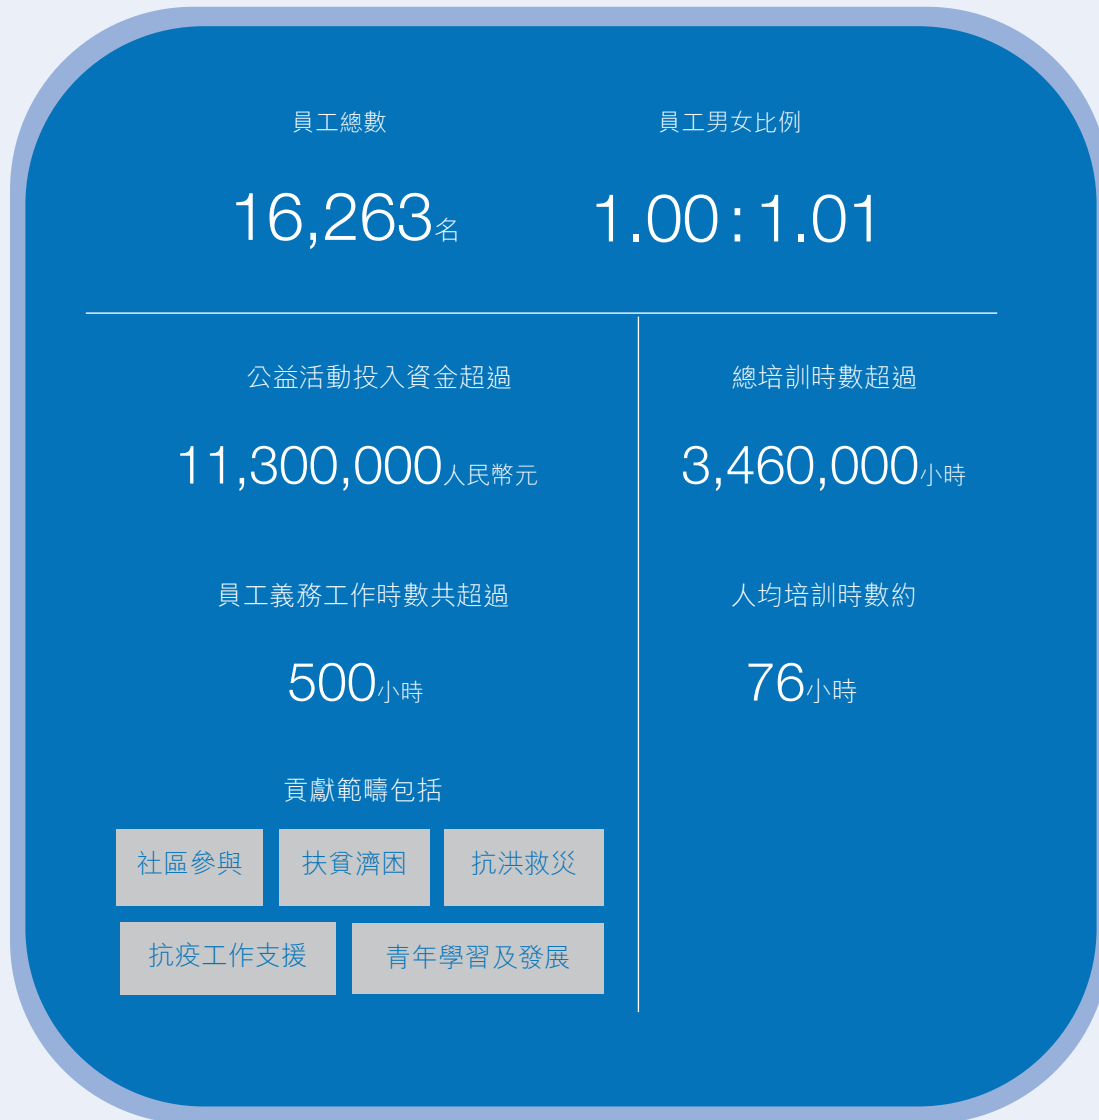 員工總數
員工男女比例
16,263名
1.00:1.01
公益活動投入資金超過
11,300,000人民幣元
員工義務工作時數共超過
500小時
貢獻範疇包括
社區參與
扶貧濟困
抗洪救災
抗疫工作支援
青年學習及發展
總培訓時數超過
3,460,000小時
人均培訓時數約
76小時